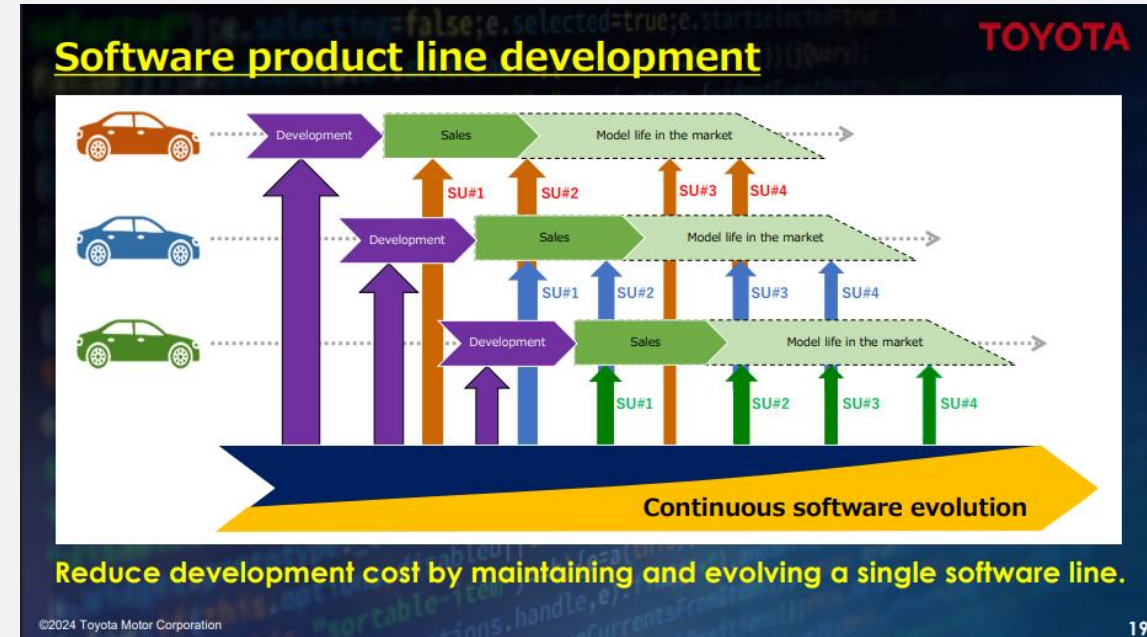 Software product line development
TOYOTA
Development
Sales
Model life in the market
SU#1
SU#2
SU#3
SU#4
Development
Sales
Model life in the market
SU#1
SU#2
SU#3
SU#4
Development
Sales
Model life in the market
SU#1
SU#2
SU#3
SU#4
Continuous software evolution
Reduce development cost by maintaining and evolving a single software line.
©2024 Toyota Motor Corporation